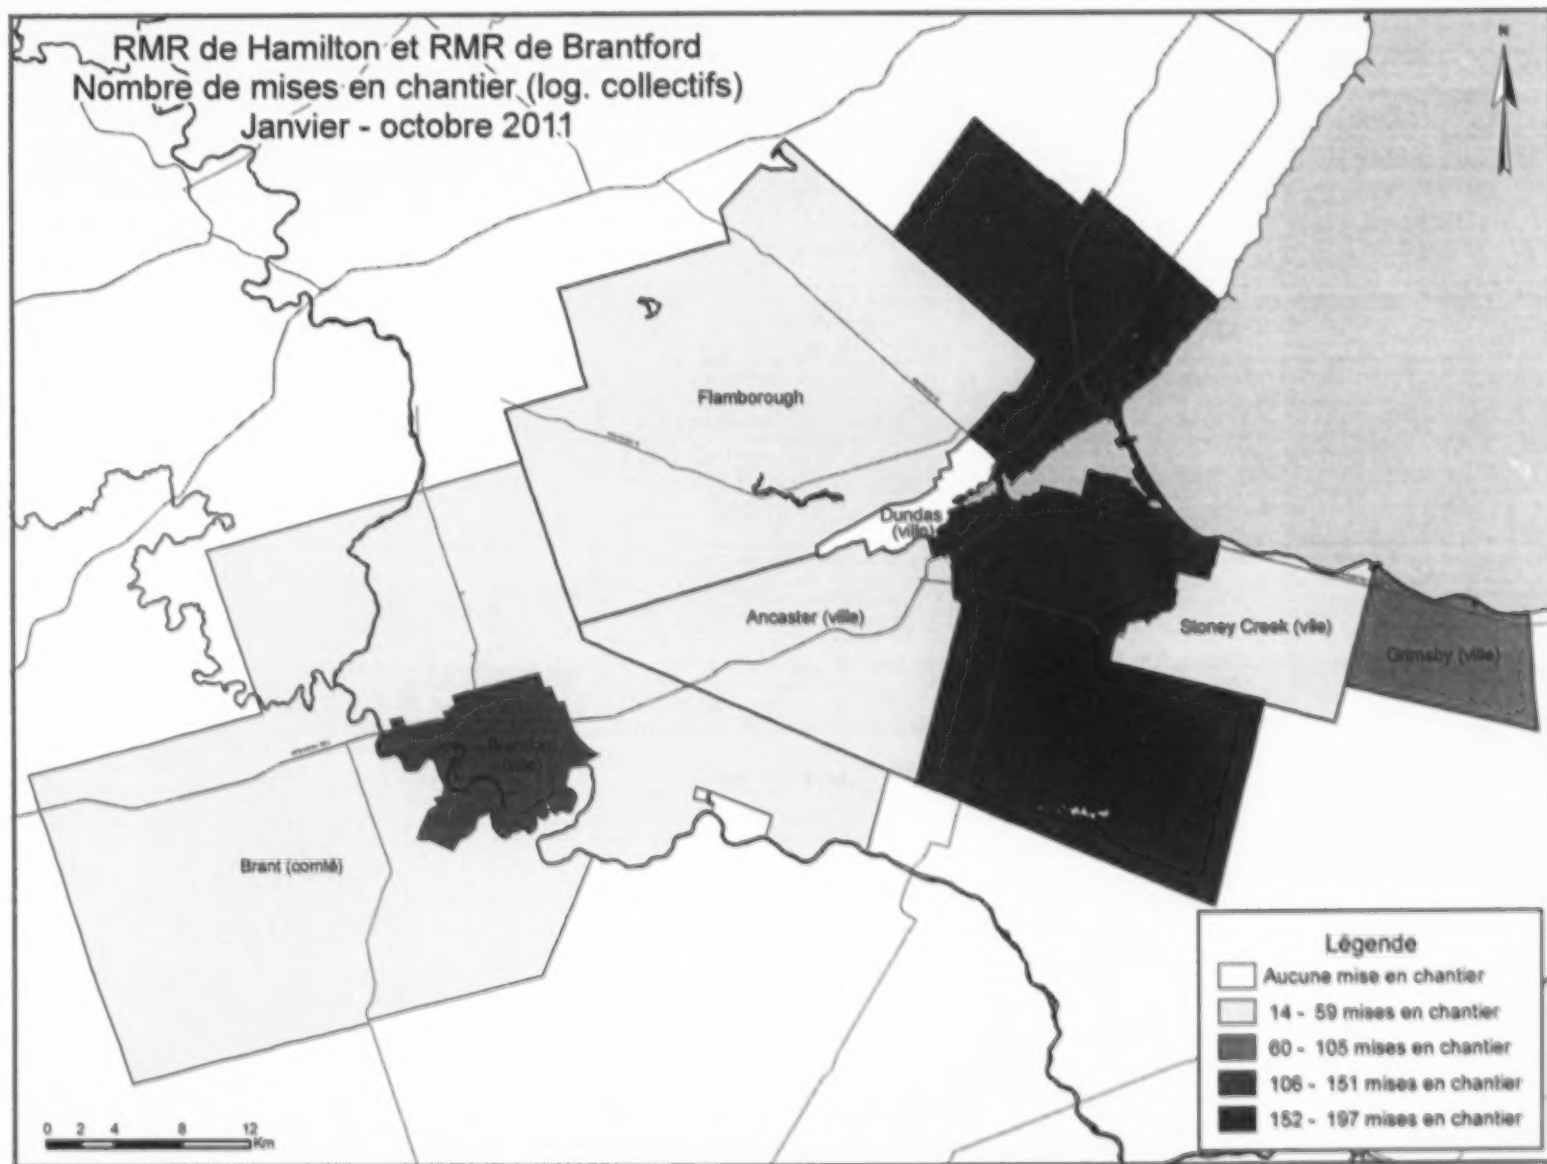 RMR de Hamilton et RMR de Brantford
Nombre de mises en chantier (log. collectifs)
Janvier - octobre 2011
N
Flamborough
Dundas
(ville)
Ancaster (ville)
Stoney Creek (ville)
Grimsby (ville)
Brantford
(ville)
Brant (comté)
Légende
Aucune mise en chantier
14 - 59 mises en chantier
60 - 105 mises en chantier
106 - 151 mises en chantier
152 - 197 mises en chantier
0 2 4 8 12
Km